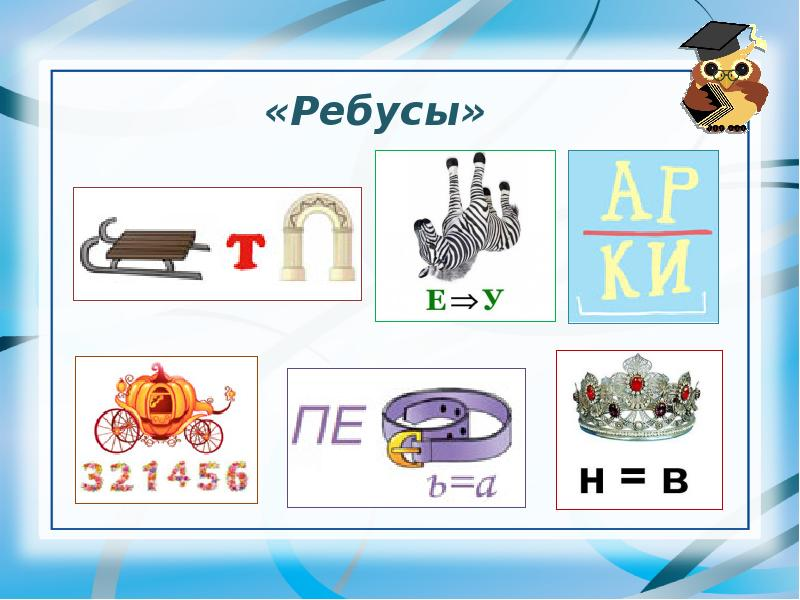 «Ребусы»
т
Е⇒У
АР
КИ
321456
ПЕ
ь=а
н = в